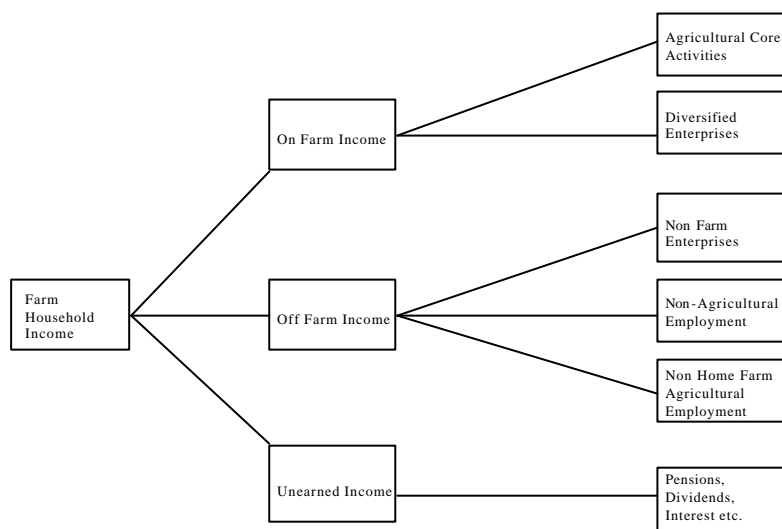 Agricultural Core
Activities
Diversified
Enterprises
On Farm Income
Non Farm
Enterprises
Farm
Household
Income
Off Farm Income
Non-Agricultural
Employment
Non Home Farm
Agricultural
Employment
Unearned Income
Pensions,
Dividends,
Interest etc.